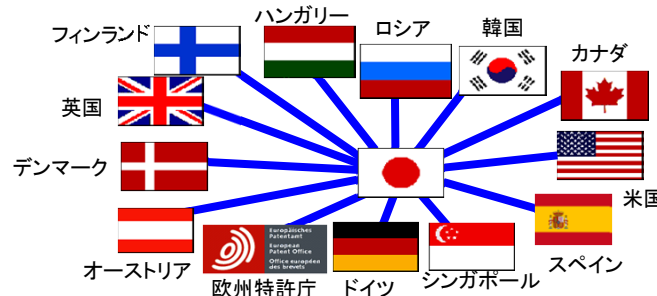 ハンガリー
フィンランド
ロシア
韓国
カナダ
英国
デンマーク
米国
オーストリア
Europäisches
Patentamt
European
Patent Office
Office européen
des brevets
欧州特許庁
ドイツ
シンガポール
スペイン